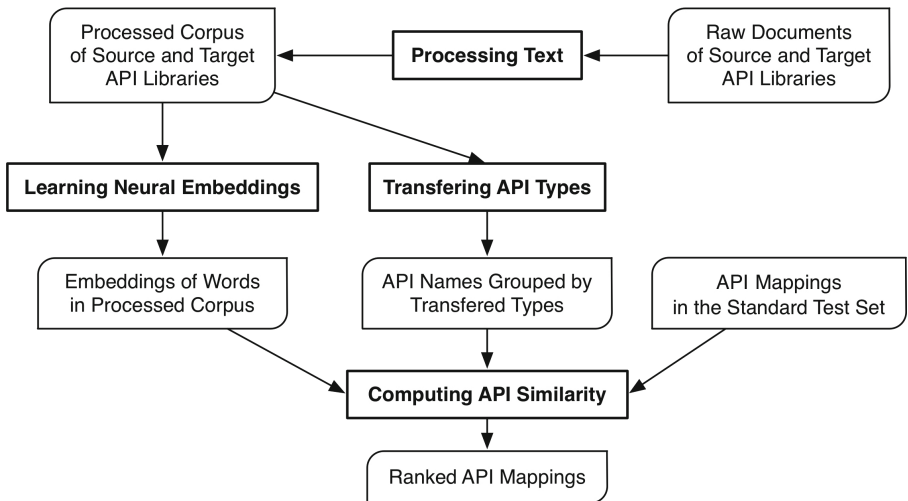 Processed Corpus
of Source and Target
API Libraries
Processing Text
Raw Documents
of Source and Target
API Libraries
Learning Neural Embeddings
Transfering API Types
Embeddings of Words
in Processed Corpus
API Names Grouped by
Transfered Types
API Mappings
in the Standard Test Set
Computing API Similarity
Ranked API Mappings